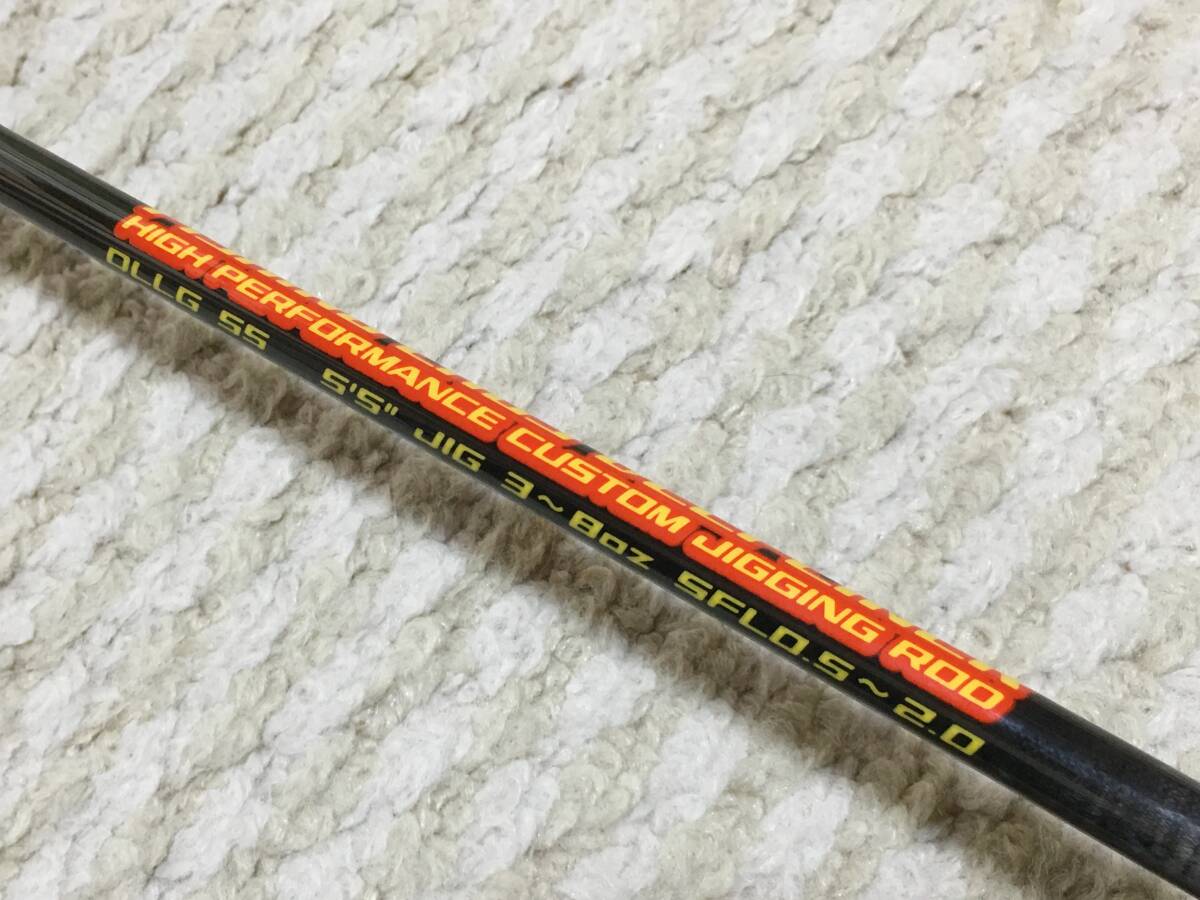 HIGH PERFORMANCE CUSTOM JIGGING ROD
OLLG 55 5'5" JIG 3~8oz SFL0.5~2.0